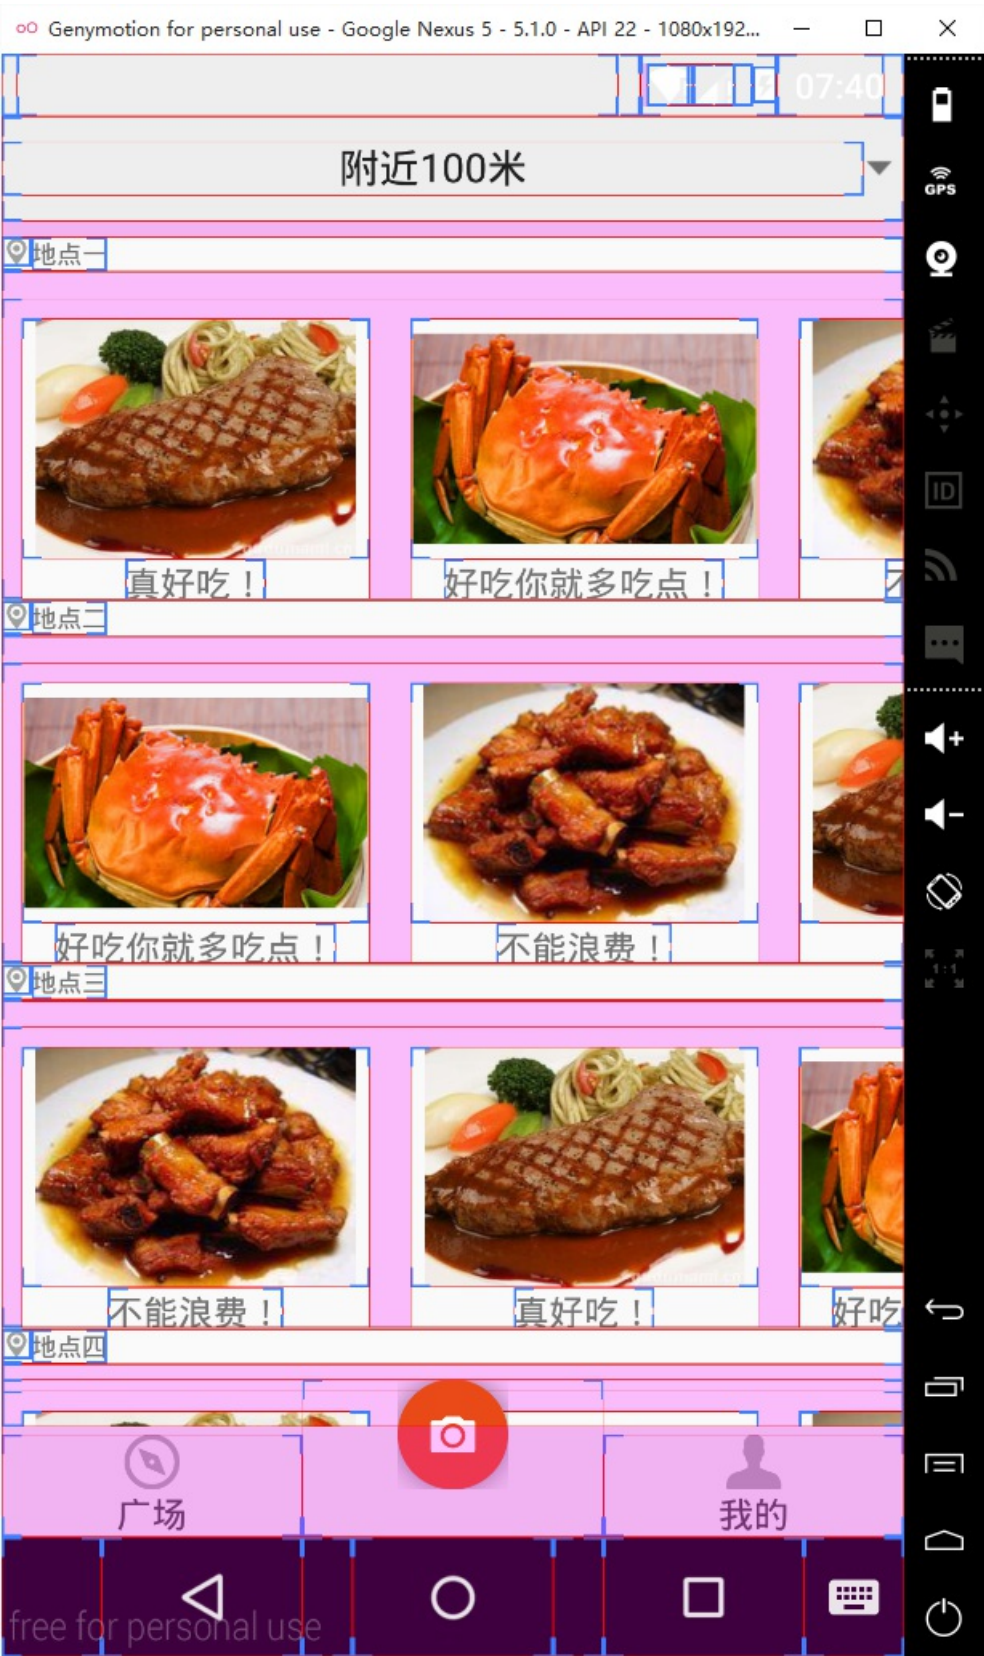 Genymotion for personal use - Google Nexus 5 - 5.1.0 - API 22 - 1080x192...
07:40
附近100米
GPS
地点一
ID
真好吃！
好吃你就多吃点！
地点二
好吃你就多吃点！
不能浪费！
1:1
地点三
不能浪费！
真好吃！
好吃
地点四
广场
我的
free for personal use